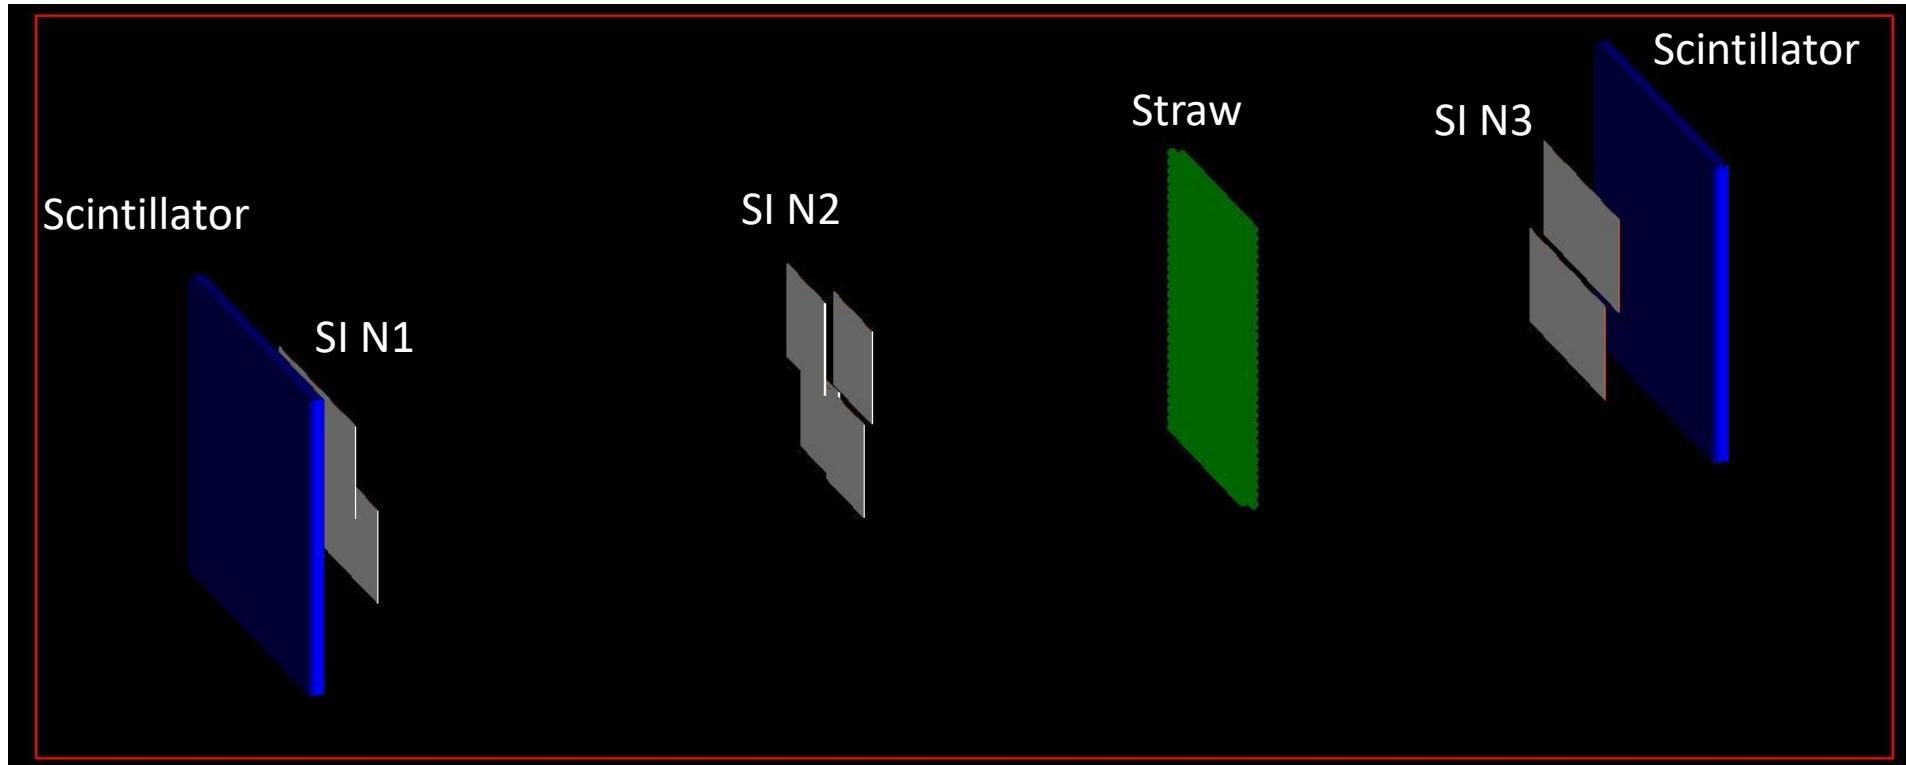 Scintillator
SI N1
SI N2
Straw
SI N3
Scintillator